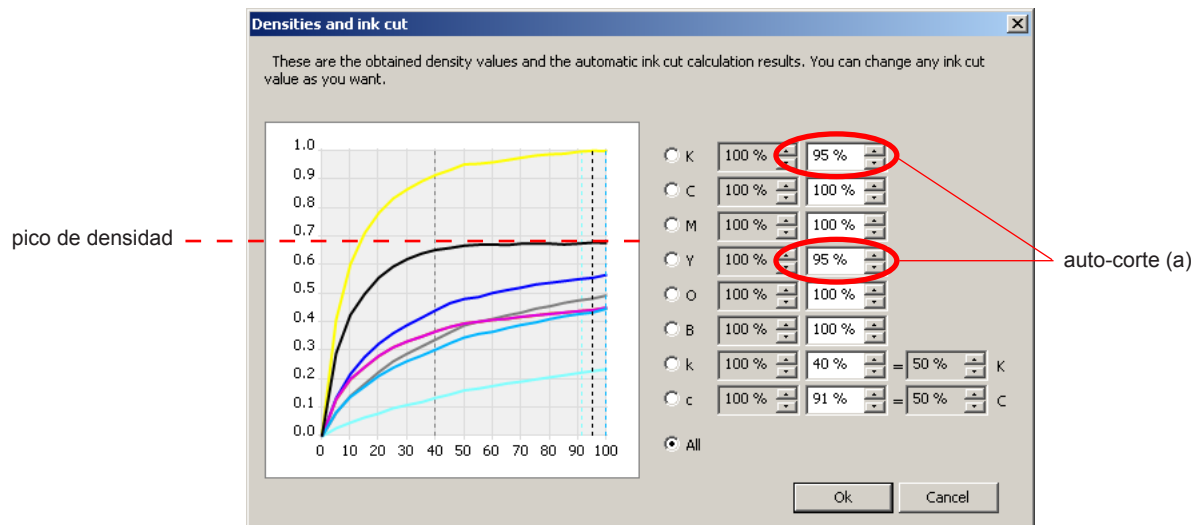 Densities and ink cut
These are the obtained density values and the automatic ink cut calculation results. You can change any ink cut
value as you want.
1.0
0.9
0.8
0.7
0.6
0.5
0.4
0.3
0.2
0.1
0.0
0 10 20 30 40 50 60 70 80 90 100
pico de densidad
K 100 % 95 %
C 100 % 100 %
M 100 % 100 %
Y 100 % 95 %
O 100 % 100 %
B 100 % 100 %
k 100 % 40 % = 50 % K
c 100 % 91 % = 50 % C
All
auto-corte (a)
Ok Cancel